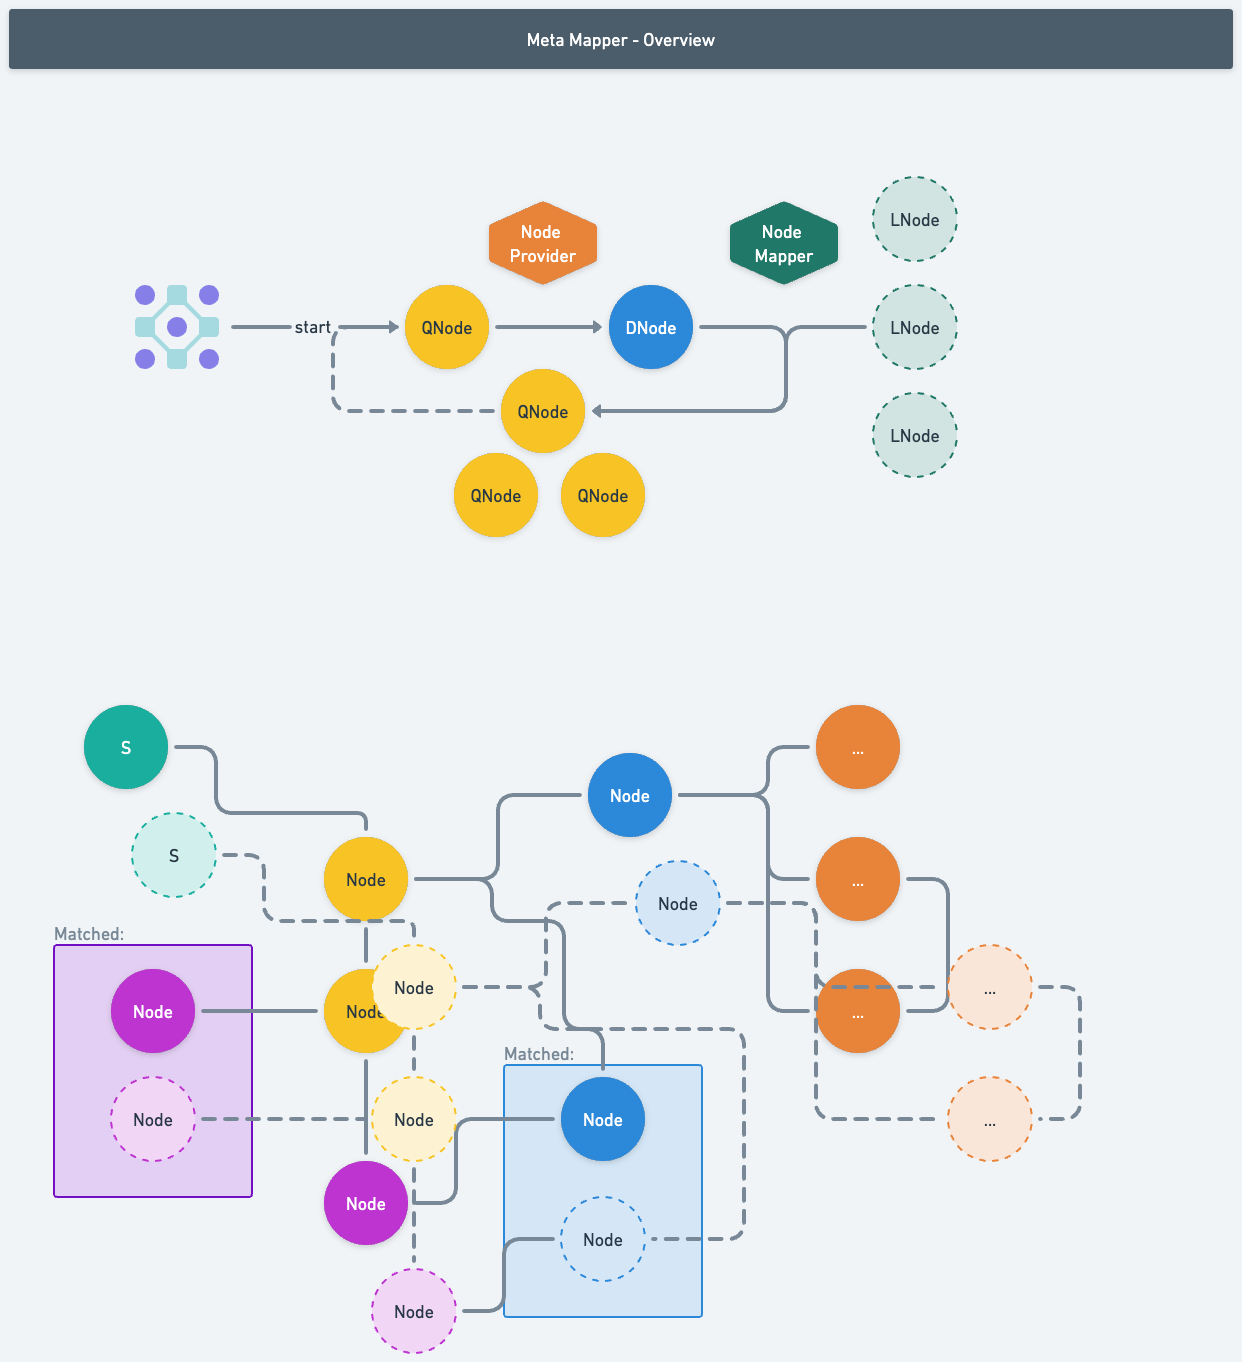 Meta Mapper - Overview
LNode
Node
Provider
Node
Mapper
start
QNode
DNode
LNode
QNode
LNode
QNode
QNode
S
...
Node
S
Node
...
Node
Matched:
Node
Node
Node
...
...
Matched:
Node
Node
Node
...
Node
Node
Node